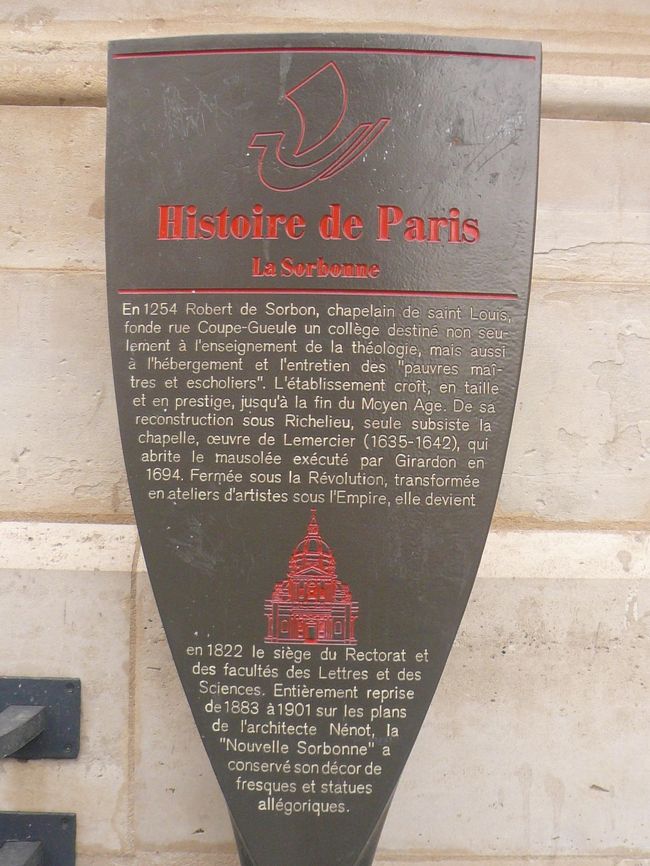 Histoire de Paris
La Sorbonne
En 1254 Robert de Sorbon, chapelain de saint Louis,
fonde rue Coupe-Gueule un collège destiné non seu-
lement à l'enseignement de la théologie, mais aussi
à l'hébergement et l'entretien des "pauvres maî-
tres et escholiers". L'établissement croît, en taille
et en prestige, jusqu'à la fin du Moyen Age. De sa
reconstruction sous Richelieu, seule subsiste la
chapelle, œuvre de Lemercier (1635-1642), qui
abrite le mausolée exécuté par Girardon en
1694. Fermée sous la Révolution, transformée
en ateliers d'artistes sous l'Empire, elle devient
en 1822 le siège du Rectorat et
des facultés des Lettres et des
Sciences. Entièrement reprise
de 1883 à 1901 sur les plans
de l'architecte Nénot, la
"Nouvelle Sorbonne" a
conservé son décor de
fresques et statues
allégoriques.